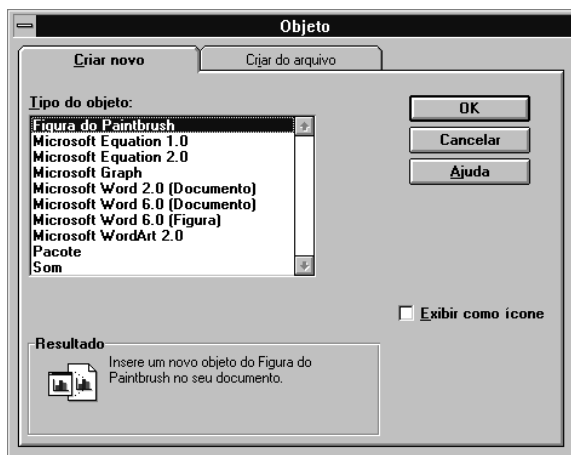 Objeto
Criar novo
Criar do arquivo
Tipo do objeto:
Figura do Paintbrush
Microsoft Equation 1.0
Microsoft Equation 2.0
Microsoft Graph
Microsoft Word 2.0 (Documento)
Microsoft Word 6.0 (Documento)
Microsoft Word 6.0 (Figura)
Microsoft WordArt 2.0
Pacote
Som
OK
Cancelar
Ajuda
Exibir como ícone
Resultado
Insere um novo objeto do Figura do
Paintbrush no seu documento.